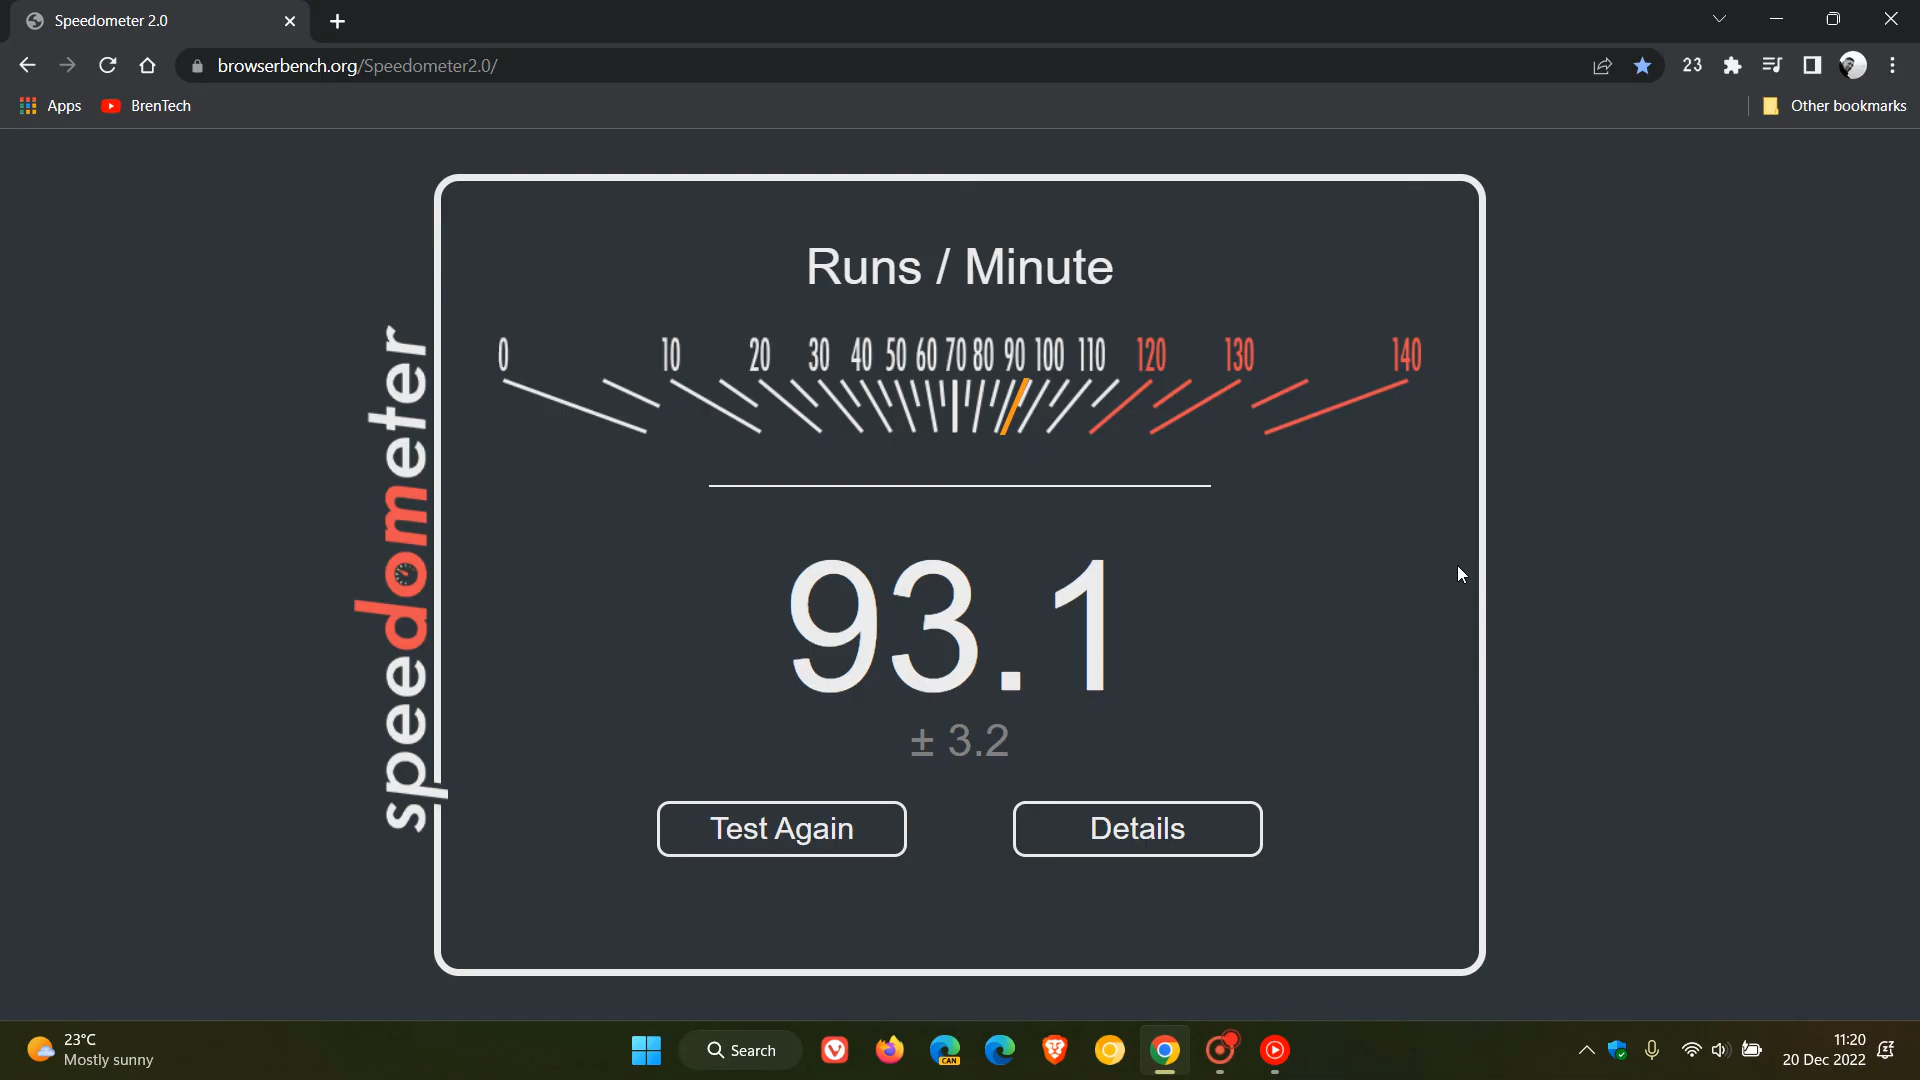 Speedometer 2.0
browserbench.org/Speedometer2.0/
23
Apps
BrenTech
Other bookmarks
Runs / Minute
0 10 20 30 40 50 60 70 80 90 100 110 120 130 140
speedometer
93.1
± 3.2
Test Again
Details
23°C
Mostly sunny
Search
CAN
11:20
20 Dec 2022